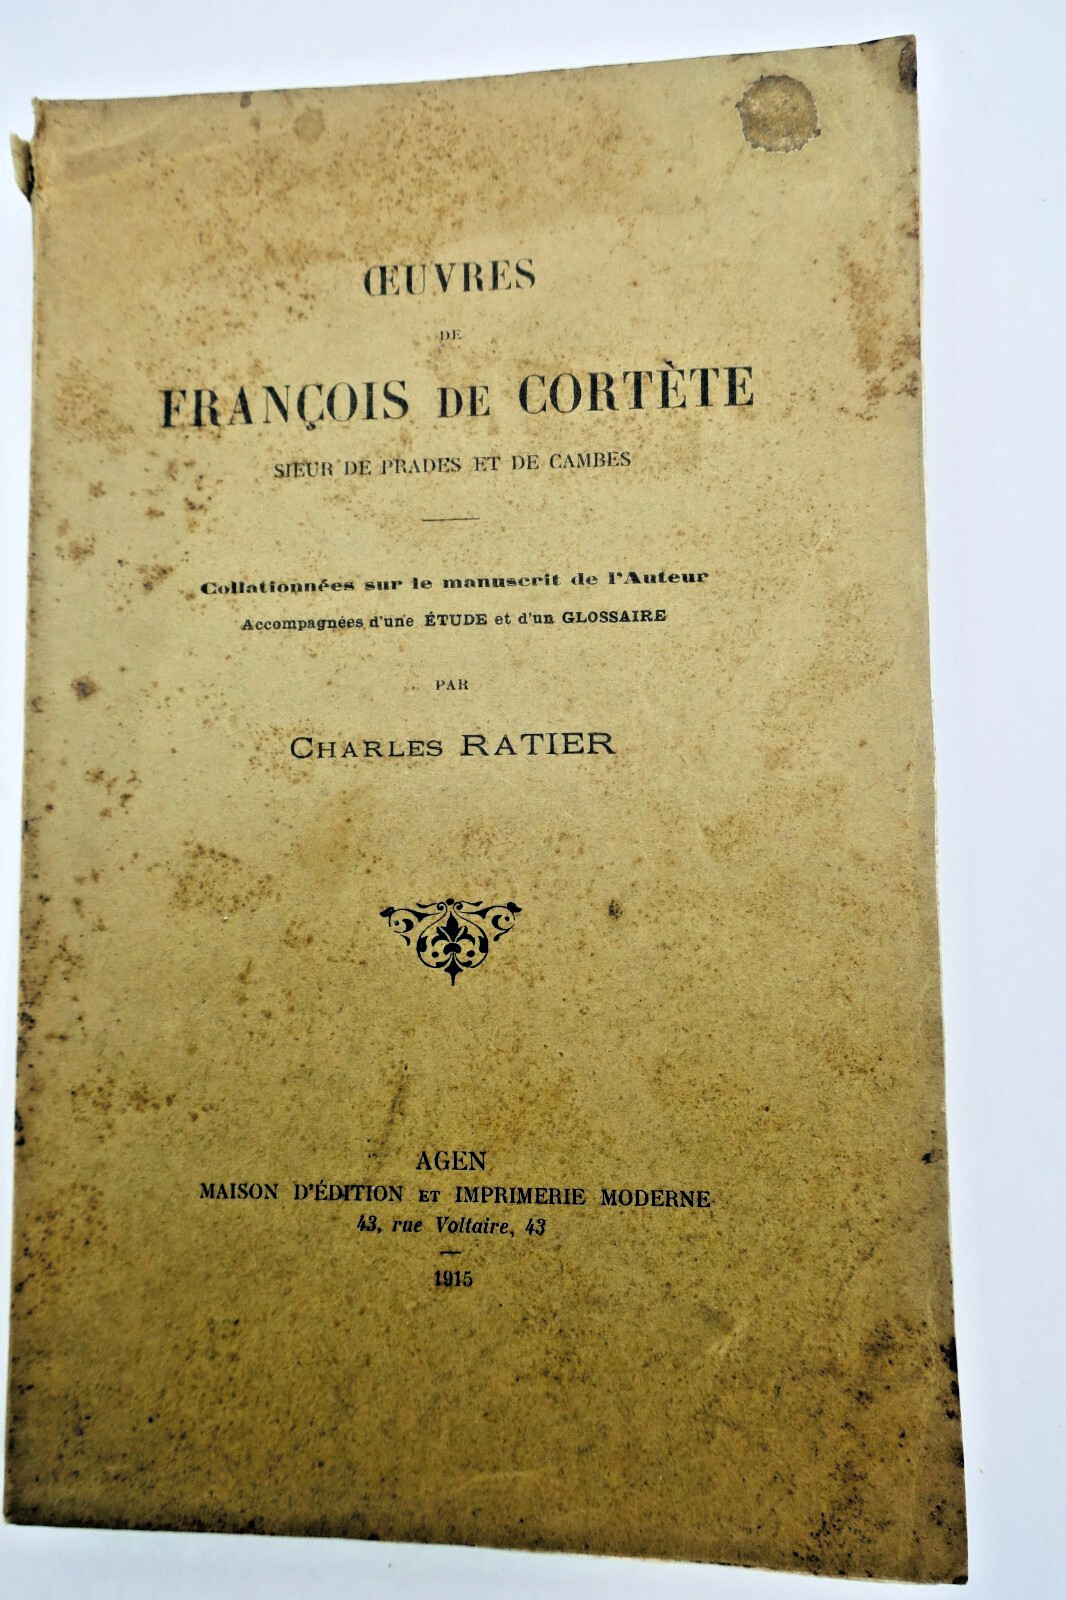 ŒUVRES
DE
FRANÇOIS DE CORTÈTE
SIEUR DE PRADES ET DE CAMBES
Collationnées sur le manuscrit de l'Auteur
Accompagnées d'une ÉTUDE et d'un GLOSSAIRE
PAR
CHARLES RATIER
AGEN
MAISON D'ÉDITION ET IMPRIMERIE MODERNE
43, rue Voltaire, 43
1915